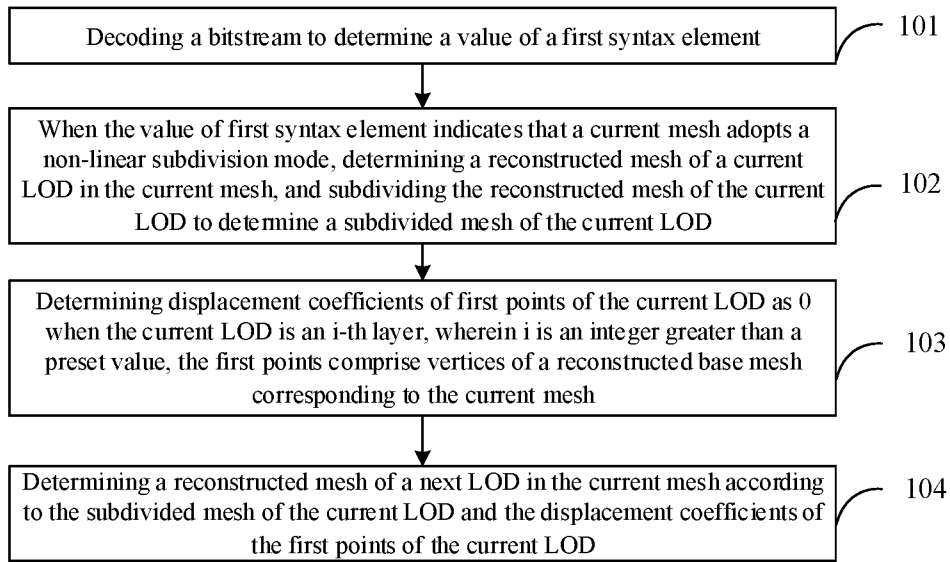 Decoding a bitstream to determine a value of a first syntax element
101
When the value of first syntax element indicates that a current mesh adopts a
non-linear subdivision mode, determining a reconstructed mesh of a current
LOD in the current mesh, and subdividing the reconstructed mesh of the current
LOD to determine a subdivided mesh of the current LOD
102
Determining displacement coefficients of first points of the current LOD as 0
when the current LOD is an i-th layer, wherein i is an integer greater than a
preset value, the first points comprise vertices of a reconstructed base mesh
corresponding to the current mesh
103
Determining a reconstructed mesh of a next LOD in the current mesh according
to the subdivided mesh of the current LOD and the displacement coefficients of
the first points of the current LOD
104